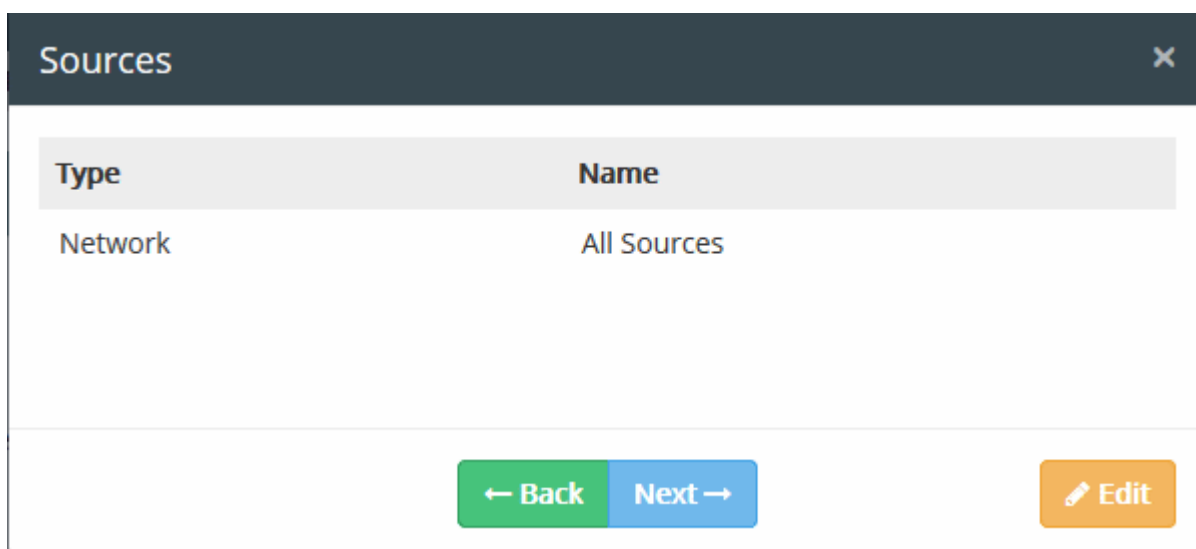 Sources ×
Type Name
Network All Sources
← Back Next → Edit